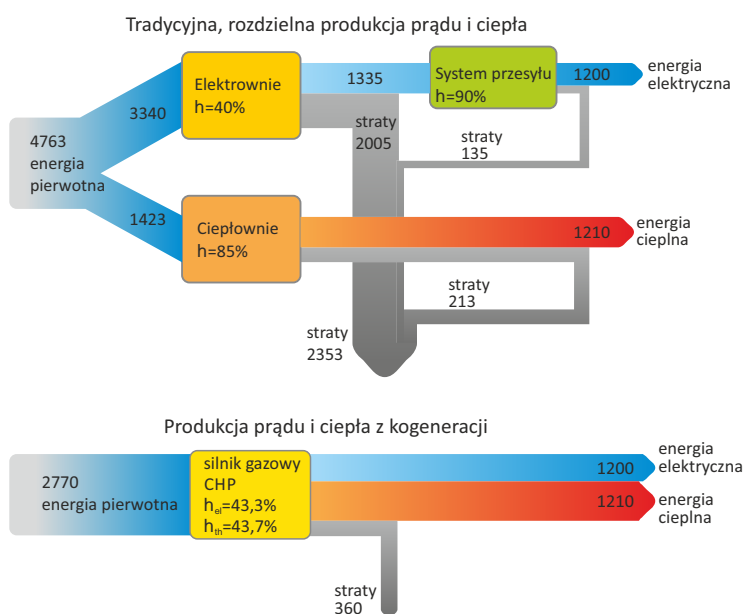 Tradycyjna, rozdzielna produkcja prądu i ciepła
4763
energia
pierwotna
3340
1423
Elektrownie
h=40%
1335
System przesyłu
h=90%
1200
energia
elektryczna
straty
2005
straty
135
Ciepłownie
h=85%
1210
energia
cieplna
straty
213
straty
2353
Produkcja prądu i ciepła z kogeneracji
2770
energia pierwotna
silnik gazowy
CHP
hel=43,3%
hth=43,7%
1200
energia
elektryczna
1210
energia
cieplna
straty
360